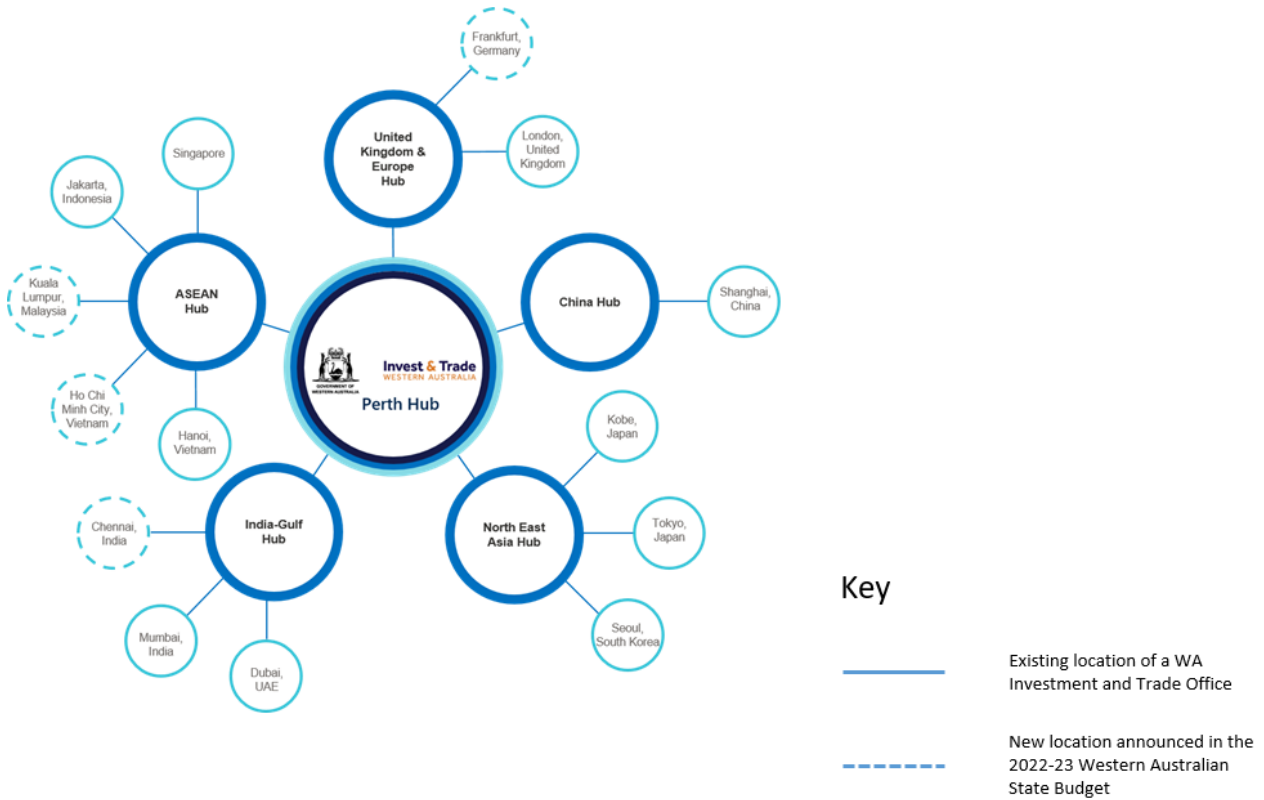 Frankfurt,
Germany
United
Kingdom &
Europe
Hub
London,
United
Kingdom
Singapore
Jakarta,
Indonesia
Kuala
Lumpur,
Malaysia
ASEAN
Hub
China Hub
Shanghai,
China
Ho Chi
Minh City,
Vietnam
Hanoi,
Vietnam
GOVERNMENT OF
WESTERN AUSTRALIA
Invest & Trade
WESTERN AUSTRALIA
Perth Hub
Kobe,
Japan
Chennai,
India
India-Gulf
Hub
North East
Asia Hub
Tokyo,
Japan
Mumbai,
India
Dubai,
UAE
Seoul,
South Korea
Key
Existing location of a WA
Investment and Trade Office
New location announced in the
2022-23 Western Australian
State Budget